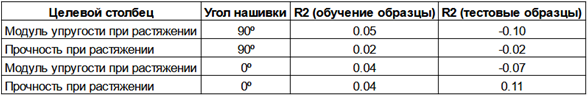 Целевой столбец Угол нашивки R2 (обучение образцы) R2 (тестовые образцы)
Модуль упругости при растяжении 90º 0.05 -0.10
Прочность при растяжении 90º 0.02 -0.02
Модуль упругости при растяжении 0º 0.04 -0.07
Прочность при растяжении 0º 0.04 0.11